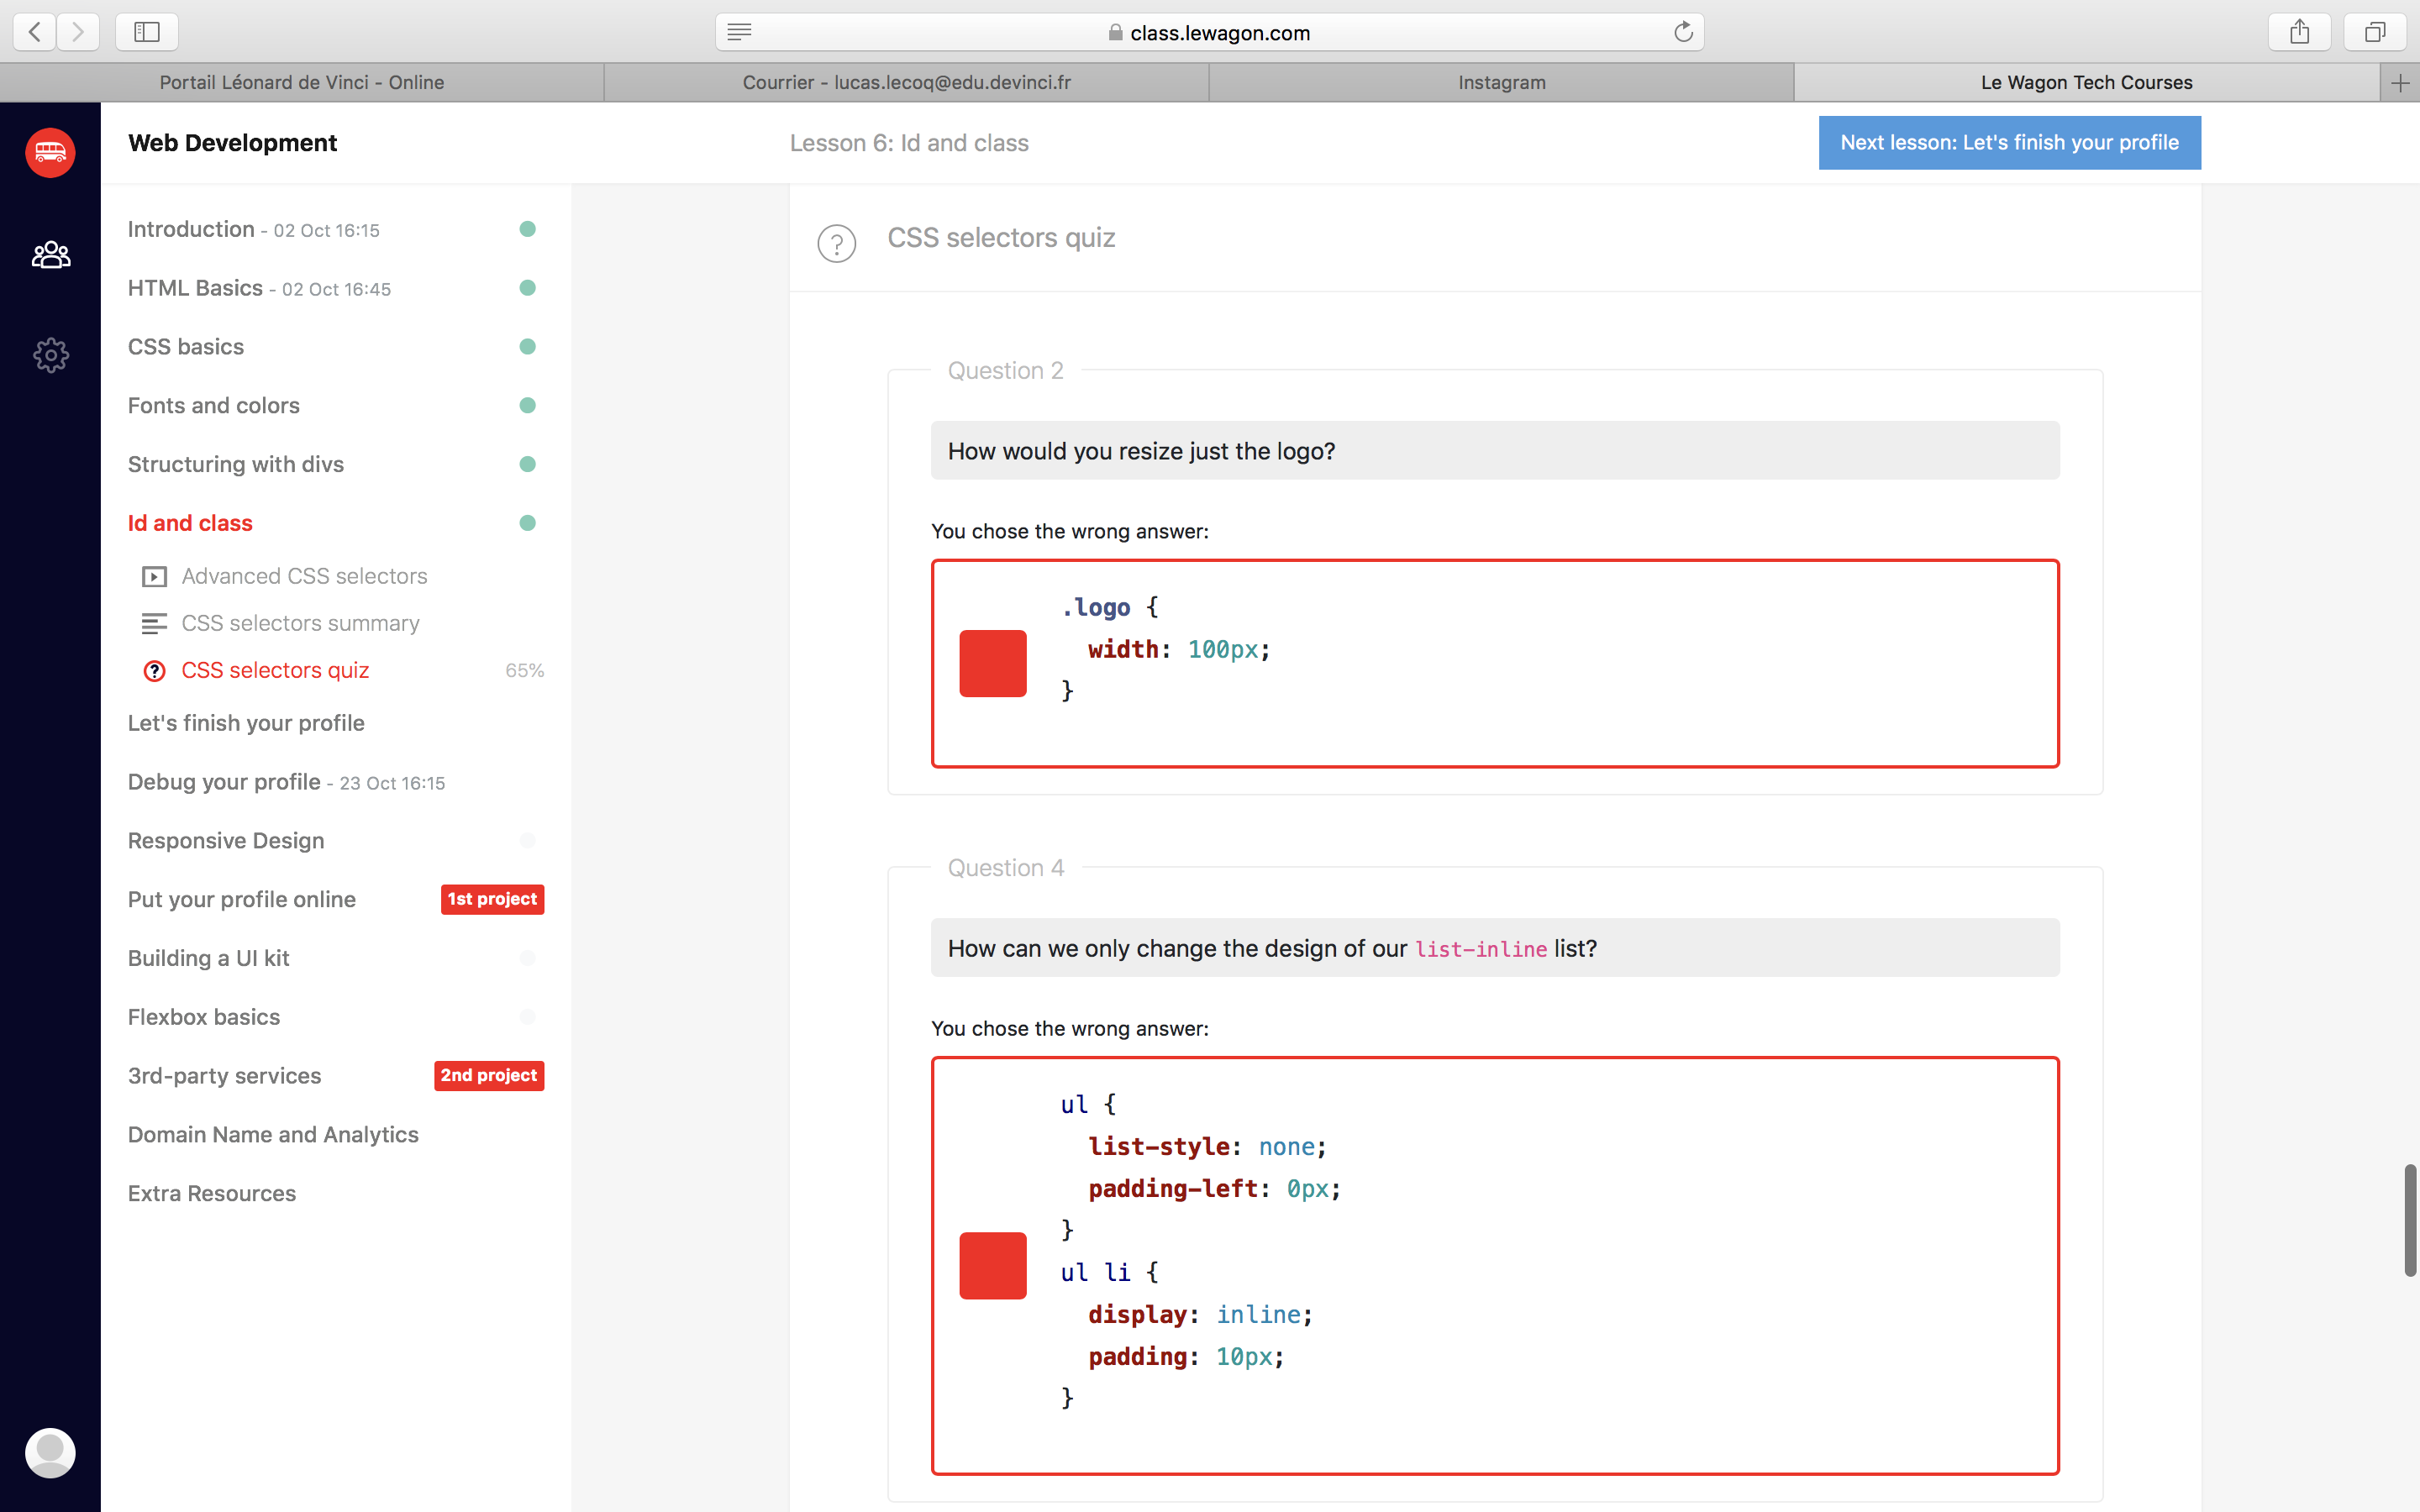 class.lewagon.com
Portail Léonard de Vinci - Online
Courrier - lucas.lecoq@edu.devinci.fr
Instagram
Le Wagon Tech Courses
Web Development
Lesson 6: Id and class
Next lesson: Let's finish your profile
Introduction - 02 Oct 16:15
HTML Basics - 02 Oct 16:45
CSS basics
Fonts and colors
Structuring with divs
Id and class
Advanced CSS selectors
CSS selectors summary
CSS selectors quiz 65%
Let's finish your profile
Debug your profile - 23 Oct 16:15
Responsive Design
Put your profile online 1st project
Building a UI kit
Flexbox basics
3rd-party services 2nd project
Domain Name and Analytics
Extra Resources
? CSS selectors quiz
Question 2
How would you resize just the logo?
You chose the wrong answer:
.logo {
width: 100px;
}
Question 4
How can we only change the design of our list-inline list?
You chose the wrong answer:
ul {
list-style: none;
padding-left: 0px;
}
ul li {
display: inline;
padding: 10px;
}